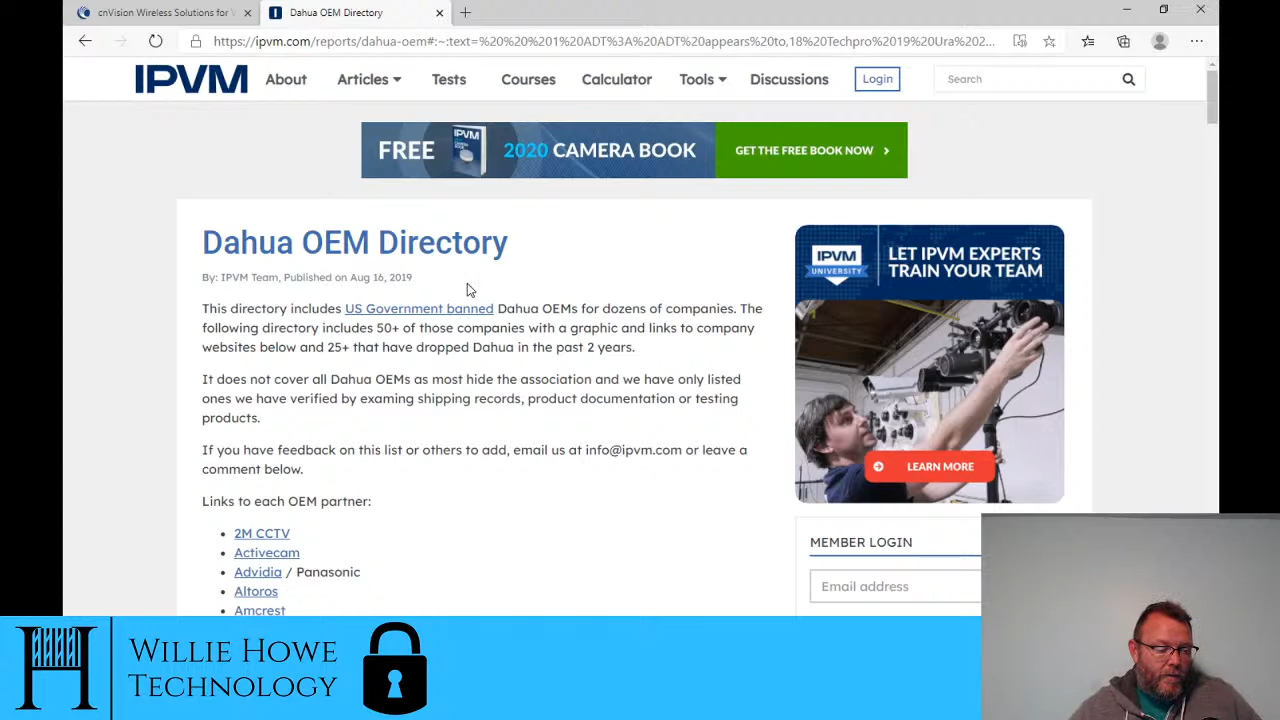 cnVision Wireless Solutions for V
Dahua OEM Directory
https://ipvm.com/reports/dahua-oem#:~:text=%20%20%201%20ADT%3A%20ADT%20appears%20to,18%20Techpro%2019%20Ura%202...
IPVM
About
Articles
Tests
Courses
Calculator
Tools
Discussions
Login
Search
IPVM
FREE 2020 CAMERA BOOK
GET THE FREE BOOK NOW
Dahua OEM Directory
By: IPVM Team, Published on Aug 16, 2019
This directory includes US Government banned Dahua OEMs for dozens of companies. The
following directory includes 50+ of those companies with a graphic and links to company
websites below and 25+ that have dropped Dahua in the past 2 years.
It does not cover all Dahua OEMs as most hide the association and we have only listed
ones we have verified by examing shipping records, product documentation or testing
products.
If you have feedback on this list or others to add, email us at info@ipvm.com or leave a
comment below.
Links to each OEM partner:
• 2M CCTV
• Activecam
• Advidia / Panasonic
• Altoros
• Amcrest
IPVM
UNIVERSITY
LET IPVM EXPERTS
TRAIN YOUR TEAM
LEARN MORE
MEMBER LOGIN
Email address
H
WILLIE HOWE
TECHNOLOGY